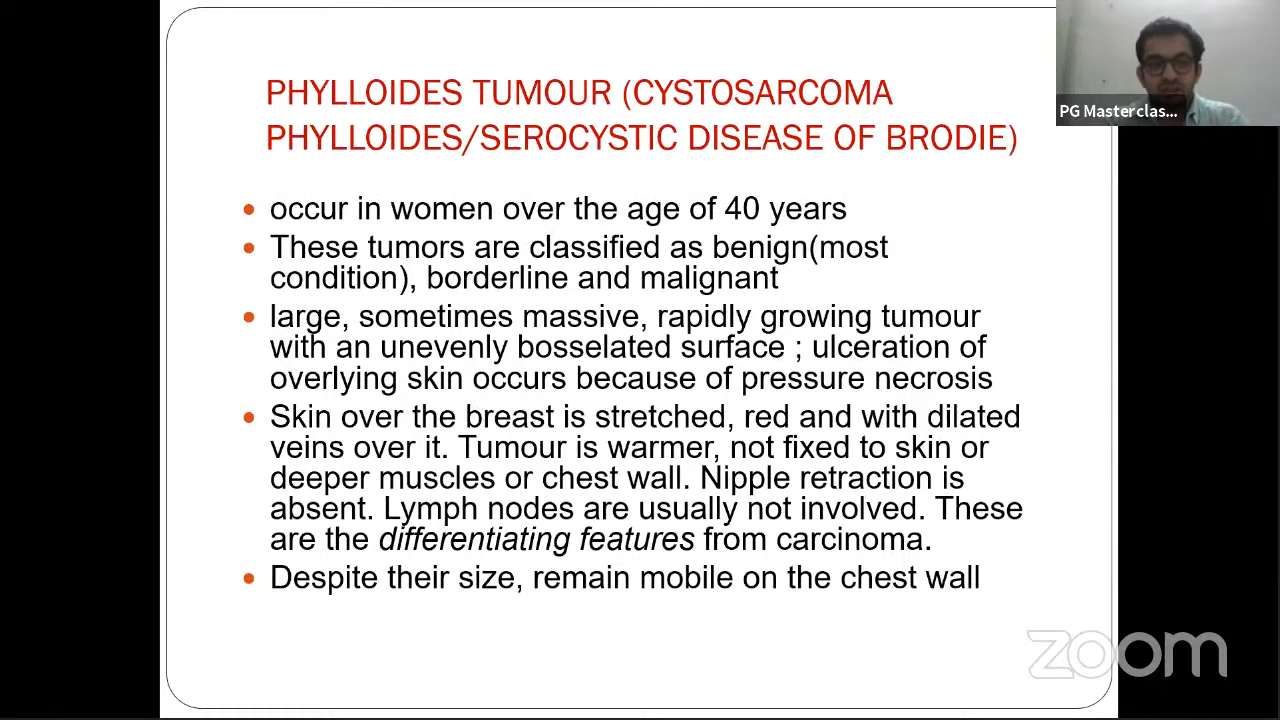 PHYLLOIDES TUMOUR (CYSTOSARCOMA
PHYLLOIDES/SEROCYSTIC DISEASE OF BRODIE)
PG Masterclas...
• occur in women over the age of 40 years
• These tumors are classified as benign(most
condition), borderline and malignant
• large, sometimes massive, rapidly growing tumour
with an unevenly bosselated surface ; ulceration of
overlying skin occurs because of pressure necrosis
• Skin over the breast is stretched, red and with dilated
veins over it. Tumour is warmer, not fixed to skin or
deeper muscles or chest wall. Nipple retraction is
absent. Lymph nodes are usually not involved. These
are the differentiating features from carcinoma.
• Despite their size, remain mobile on the chest wall
zoom